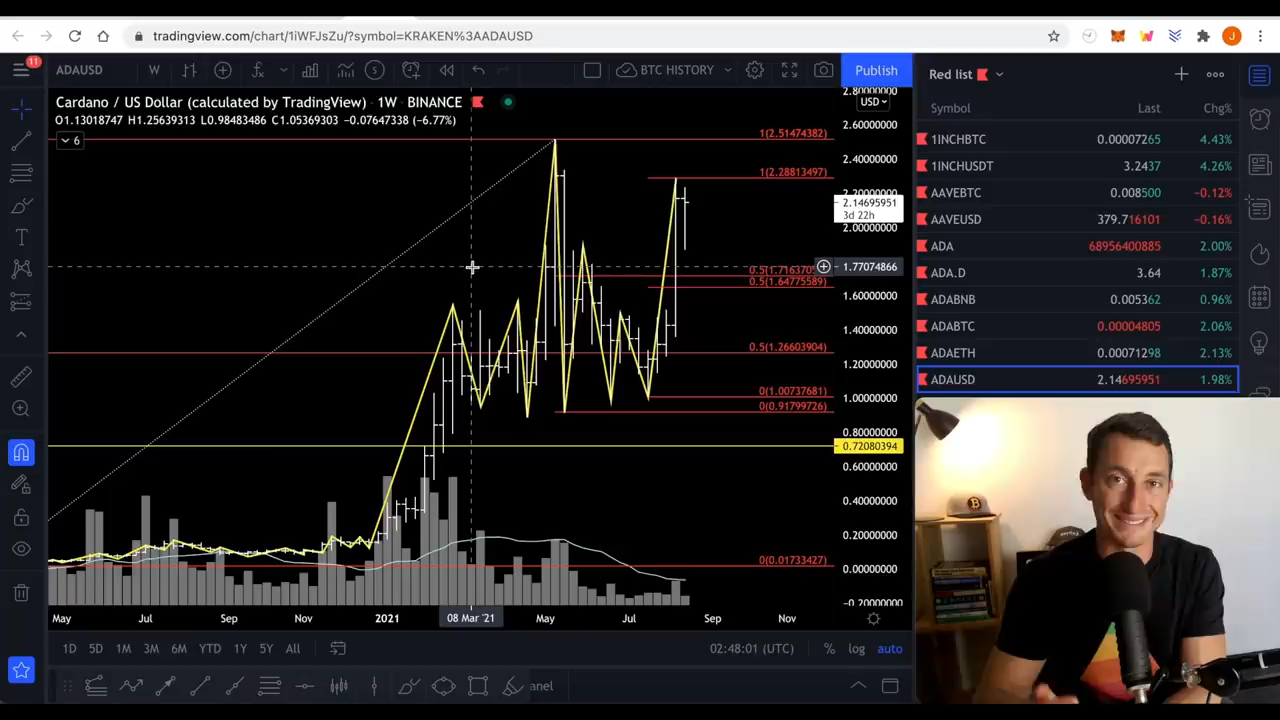 tradingview.com/chart/1iWFJsZu/?symbol=KRAKEN%3AADAUSD
J
11
ADAUSD
W
BTC HISTORY
Publish
Red list
Cardano / US Dollar (calculated by TradingView) · 1W · BINANCE
USD
O1.13018747 H1.25639313 L0.98483486 C1.05369303 −0.07647338 (−6.77%)
6
Symbol Last Chg%
1INCHBTC 0.00007265 4.43%
1INCHUSDT 3.2437 4.26%
AAVEBTC 0.008500 −0.12%
AAVEUSD 379.716101 −0.16%
ADA 68956400885 2.00%
ADA.D 3.64 1.87%
ADABNB 0.005362 0.96%
ADABTC 0.00004805 2.06%
ADAETH 0.00071298 2.13%
ADAUSD 2.14695951 1.98%
2.80000000
2.60000000
1(2.51474382)
2.40000000
1(2.28813497)
2.20000000
2.14695951
3d 22h
2.00000000
1.77074866
0.5(1.71637054)
0.5(1.64775589)
1.60000000
1.40000000
0.5(1.26603904)
1.20000000
0(1.00737681)
1.00000000
0(0.91799726)
0.80000000
0.72080394
0.60000000
0.40000000
0.20000000
0(0.01733427)
0.00000000
−0.20000000
May Jul Sep Nov 2021 08 Mar '21 May Jul Sep Nov
1D 5D 1M 3M 6M YTD 1Y 5Y All
02:48:01 (UTC)
% log auto
anel